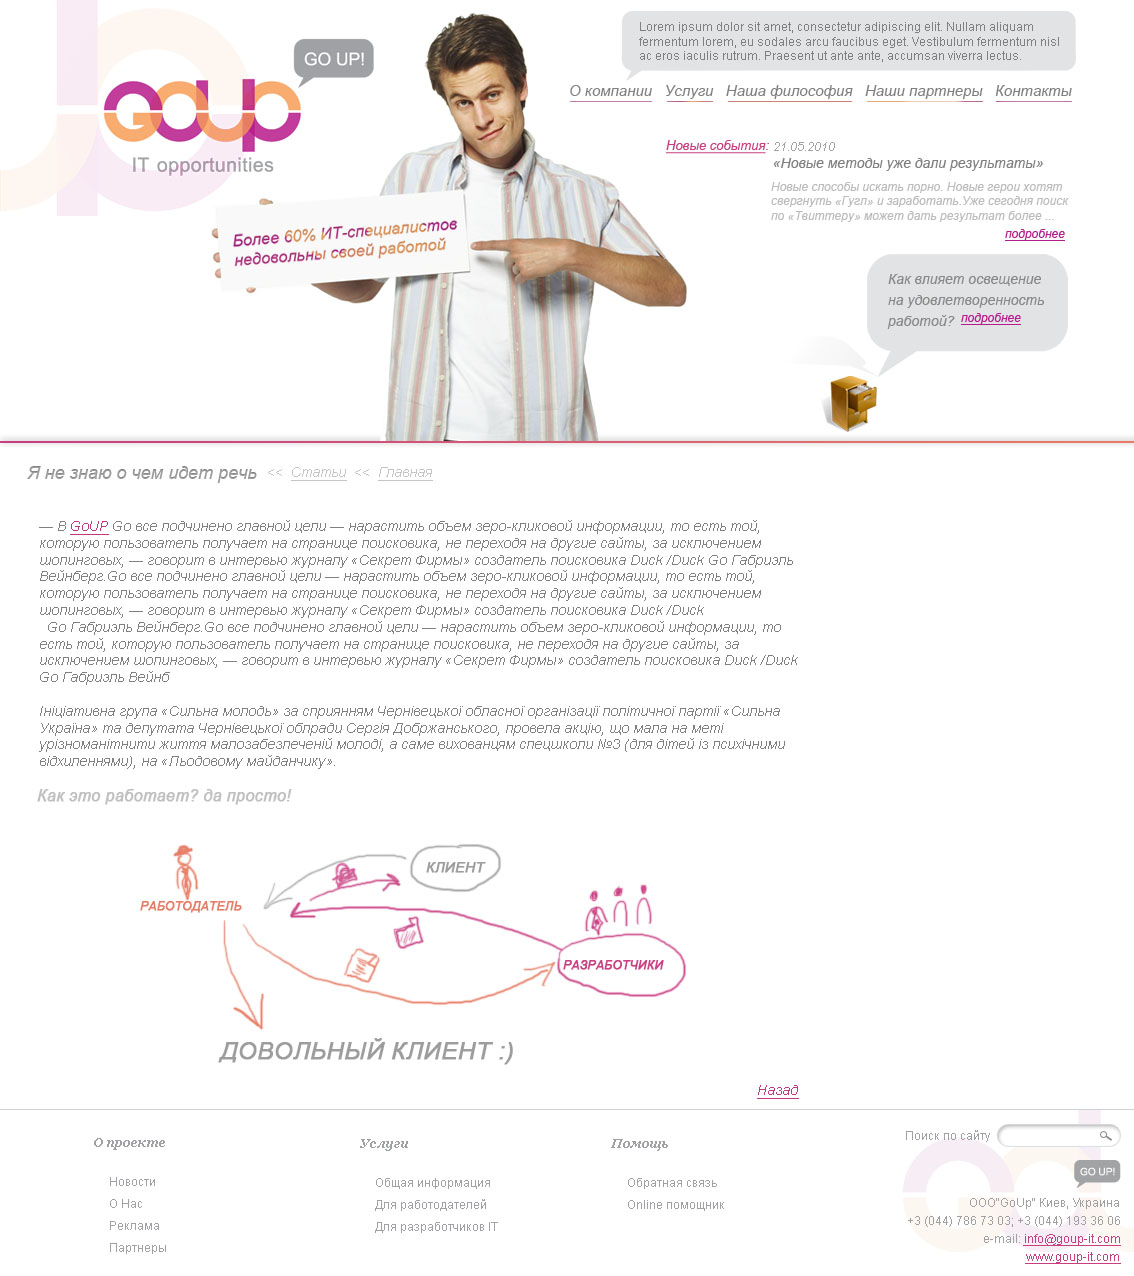 Lorem ipsum dolor sit amet, consectetur adipiscing elit. Nullam aliquam
fermentum lorem, eu sodales arcu faucibus eget. Vestibulum fermentum nisl
ac eros iaculis rutrum. Praesent ut ante ante, accumsan viverra lectus.
GO UP!
GOUP
IT opportunities
О компании Услуги Наша философия Наши партнеры Контакты
Новые события: 21.05.2010
«Новые методы уже дали результаты»
Новые способы искать порно. Новые герои хотят
свергнуть «Гугл» и заработать.Уже сегодня поиск
по «Твиттеру» может дать результат более ...
подробнее
Более 60% ИТ-специалистов
недовольны своей работой
Как влияет освещение
на удовлетворенность
работой? подробнее
Я не знаю о чем идет речь << Статьи << Главная
— В GoUP Go все подчинено главной цели — нарастить объем зеро-кликовой информации, то есть той,
которую пользователь получает на странице поисковика, не переходя на другие сайты, за исключением
шопинговых, — говорит в интервью журналу «Секрет Фирмы» создатель поисковика Duck /Duck Go Габриэль
Вейнберг.Go все подчинено главной цели — нарастить объем зеро-кликовой информации, то есть той,
которую пользователь получает на странице поисковика, не переходя на другие сайты, за исключением
шопинговых, — говорит в интервью журналу «Секрет Фирмы» создатель поисковика Duck /Duck
Go Габриэль Вейнберг.Go все подчинено главной цели — нарастить объем зеро-кликовой информации, то
есть той, которую пользователь получает на странице поисковика, не переходя на другие сайты, за
исключением шопинговых, — говорит в интервью журналу «Секрет Фирмы» создатель поисковика Duck /Duck
Go Габриэль Вейнб
Ініціативна група «Сильна молодь» за сприянням Чернівецької обласної організації політичної партії «Сильна
Україна» та депутата Чернівецької облради Сергія Добржанського, провела акцію, що мала на меті
урізноманітнити життя малозабезпеченій молоді, а саме вихованцям спецшколи №3 (для дітей із психічними
відхиленнями), на «Льодовому майданчику».
Как это работает? да просто!
КЛИЕНТ
РАБОТОДАТЕЛЬ
РАЗРАБОТЧИКИ
ДОВОЛЬНЫЙ КЛИЕНТ :)
Назад
О проекте
Новости
О Нас
Реклама
Партнеры
Услуги
Общая информация
Для работодателей
Для разработчиков IT
Помощь
Обратная связь
Online помощник
Поиск по сайту
GO UP!
ООО"GoUp" Киев, Украина
+3 (044) 786 73 03; +3 (044) 193 36 06
e-mail: info@goup-it.com
www.goup-it.com